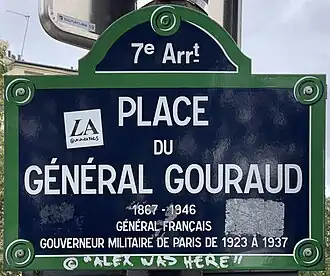 7e Arrt
PLACE
DU
GÉNÉRAL GOURAUD
1867 - 1946
GÉNÉRAL FRANÇAIS
GOUVERNEUR MILITAIRE DE PARIS DE 1923 À 1937
LA
© "ALEX WAS HERE"